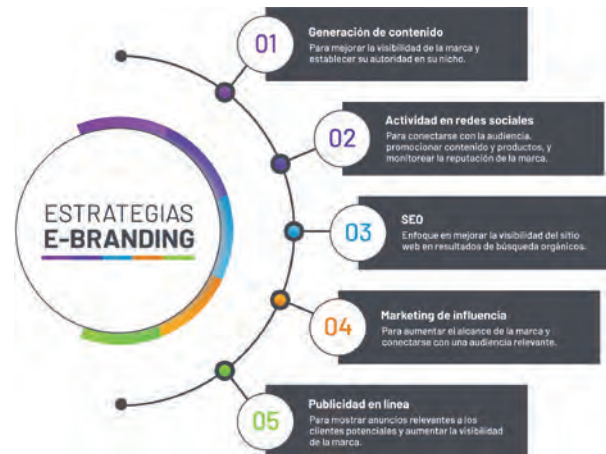 ESTRATEGIAS
E-BRANDING
01
Generación de contenido
Para mejorar la visibilidad de la marca y
establecer su autoridad en su nicho.
02
Actividad en redes sociales
Para conectarse con la audiencia,
promocionar contenido y productos, y
monitorear la reputación de la marca.
03
SEO
Enfoque en mejorar la visibilidad del sitio
web en resultados de búsqueda orgánicos.
04
Marketing de influencia
Para aumentar el alcance de la marca y
conectarse con una audiencia relevante.
05
Publicidad en línea
Para mostrar anuncios relevantes a los
clientes potenciales y aumentar la visibilidad
de la marca.